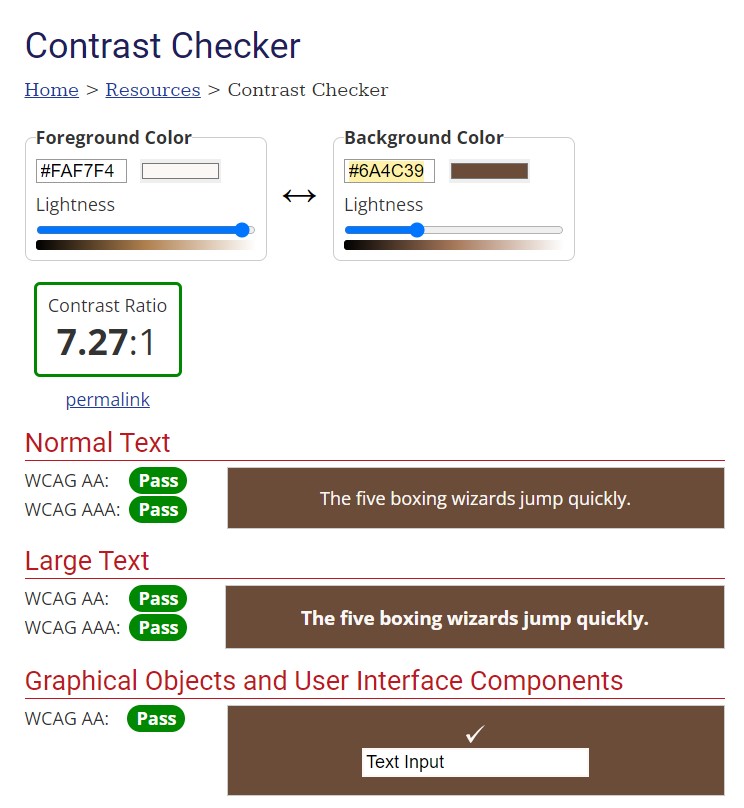 Contrast Checker
Home > Resources > Contrast Checker
Foreground Color
#FAF7F4
Lightness
Background Color
#6A4C39
Lightness
Contrast Ratio
7.27:1
permalink
Normal Text
WCAG AA: Pass
WCAG AAA: Pass
The five boxing wizards jump quickly.
Large Text
WCAG AA: Pass
WCAG AAA: Pass
The five boxing wizards jump quickly.
Graphical Objects and User Interface Components
WCAG AA: Pass
✓
Text Input